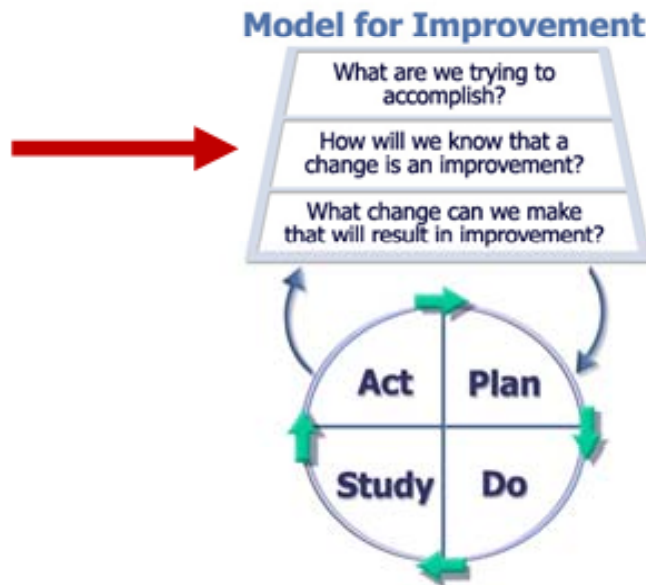 Model for Improvement
What are we trying to
accomplish?
How will we know that a
change is an improvement?
What change can we make
that will result in improvement?
Act
Plan
Study
Do